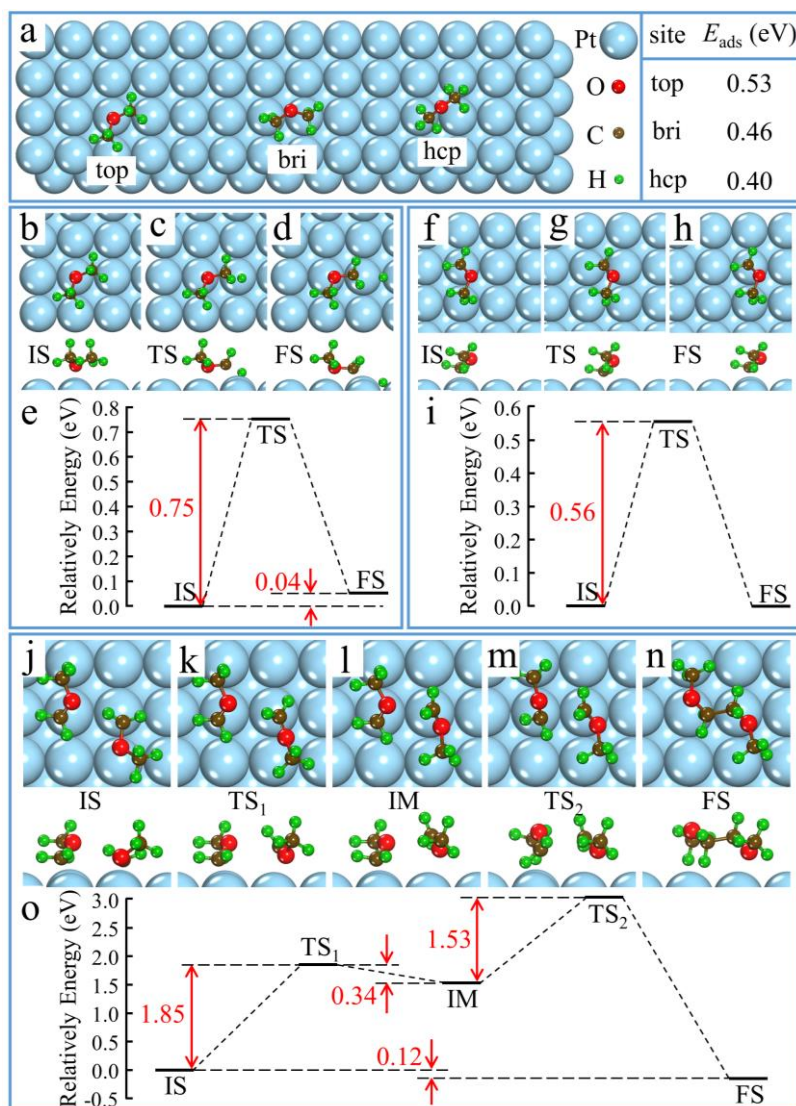 a
Pt
O
C
H
top
bri
hcp
site E_ads (eV)
top 0.53
bri 0.46
hcp 0.40
b c d
IS TS FS
e
Relatively Energy (eV)
0.8
0.7
0.6
0.5
0.4
0.3
0.2
0.1
0.0
0.75
0.04
IS
TS
FS
f g h
IS TS FS
i
Relatively Energy (eV)
0.6
0.5
0.4
0.3
0.2
0.1
0.0
0.56
IS
TS
FS
j k l m n
IS TS₁ IM TS₂ FS
o
Relatively Energy (eV)
3.0
2.5
2.0
1.5
1.0
0.5
0.0
-0.5
1.85
0.34
1.53
0.12
IS
TS₁
IM
TS₂
FS